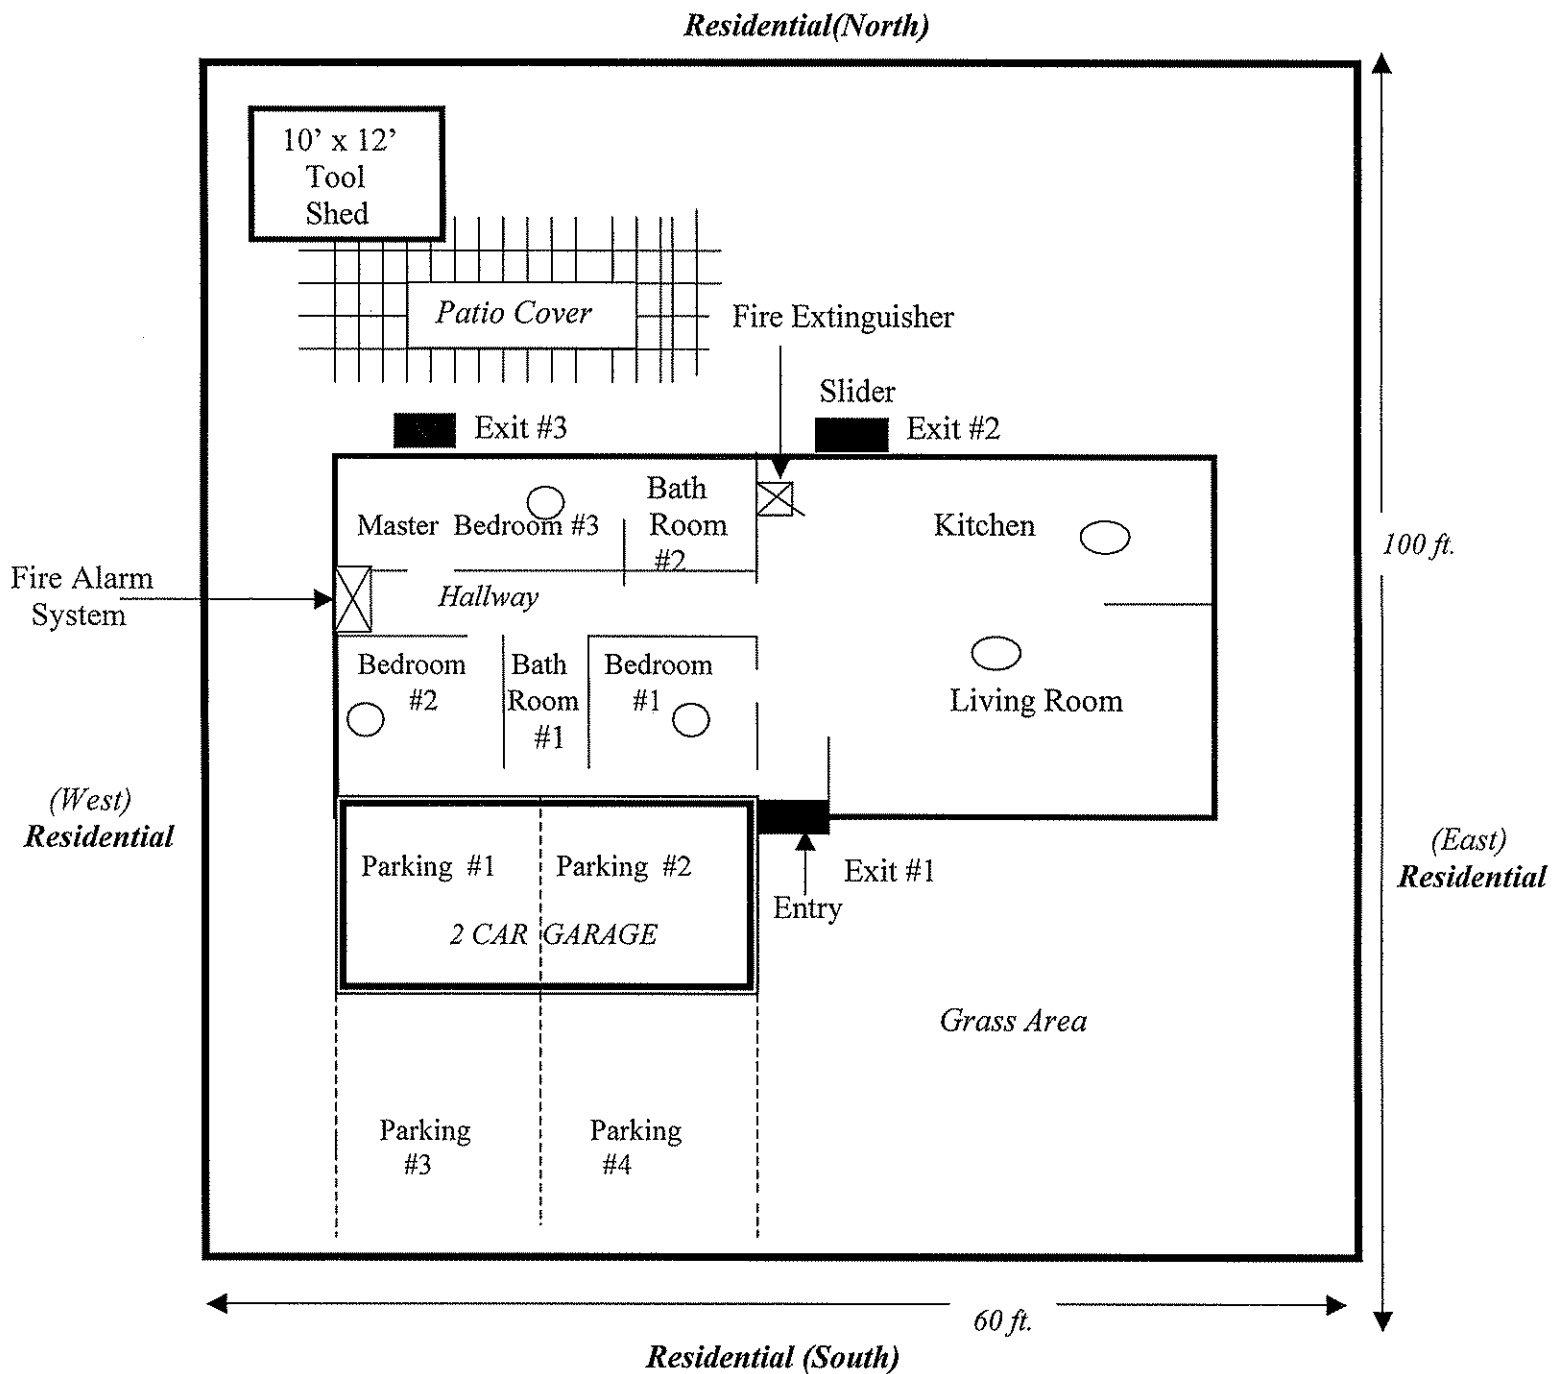 Residential(North)
10’ x 12’
Tool
Shed
Patio Cover
Fire Extinguisher
Slider
Exit #3
Exit #2
Master Bedroom #3
Bath
Room
#2
Kitchen
100 ft.
Fire Alarm
System
Hallway
Bedroom
#2
Bath
Room
#1
Bedroom
#1
Living Room
(West)
Residential
(East)
Residential
Parking #1
Parking #2
2 CAR GARAGE
Exit #1
Entry
Grass Area
Parking
#3
Parking
#4
60 ft.
Residential (South)